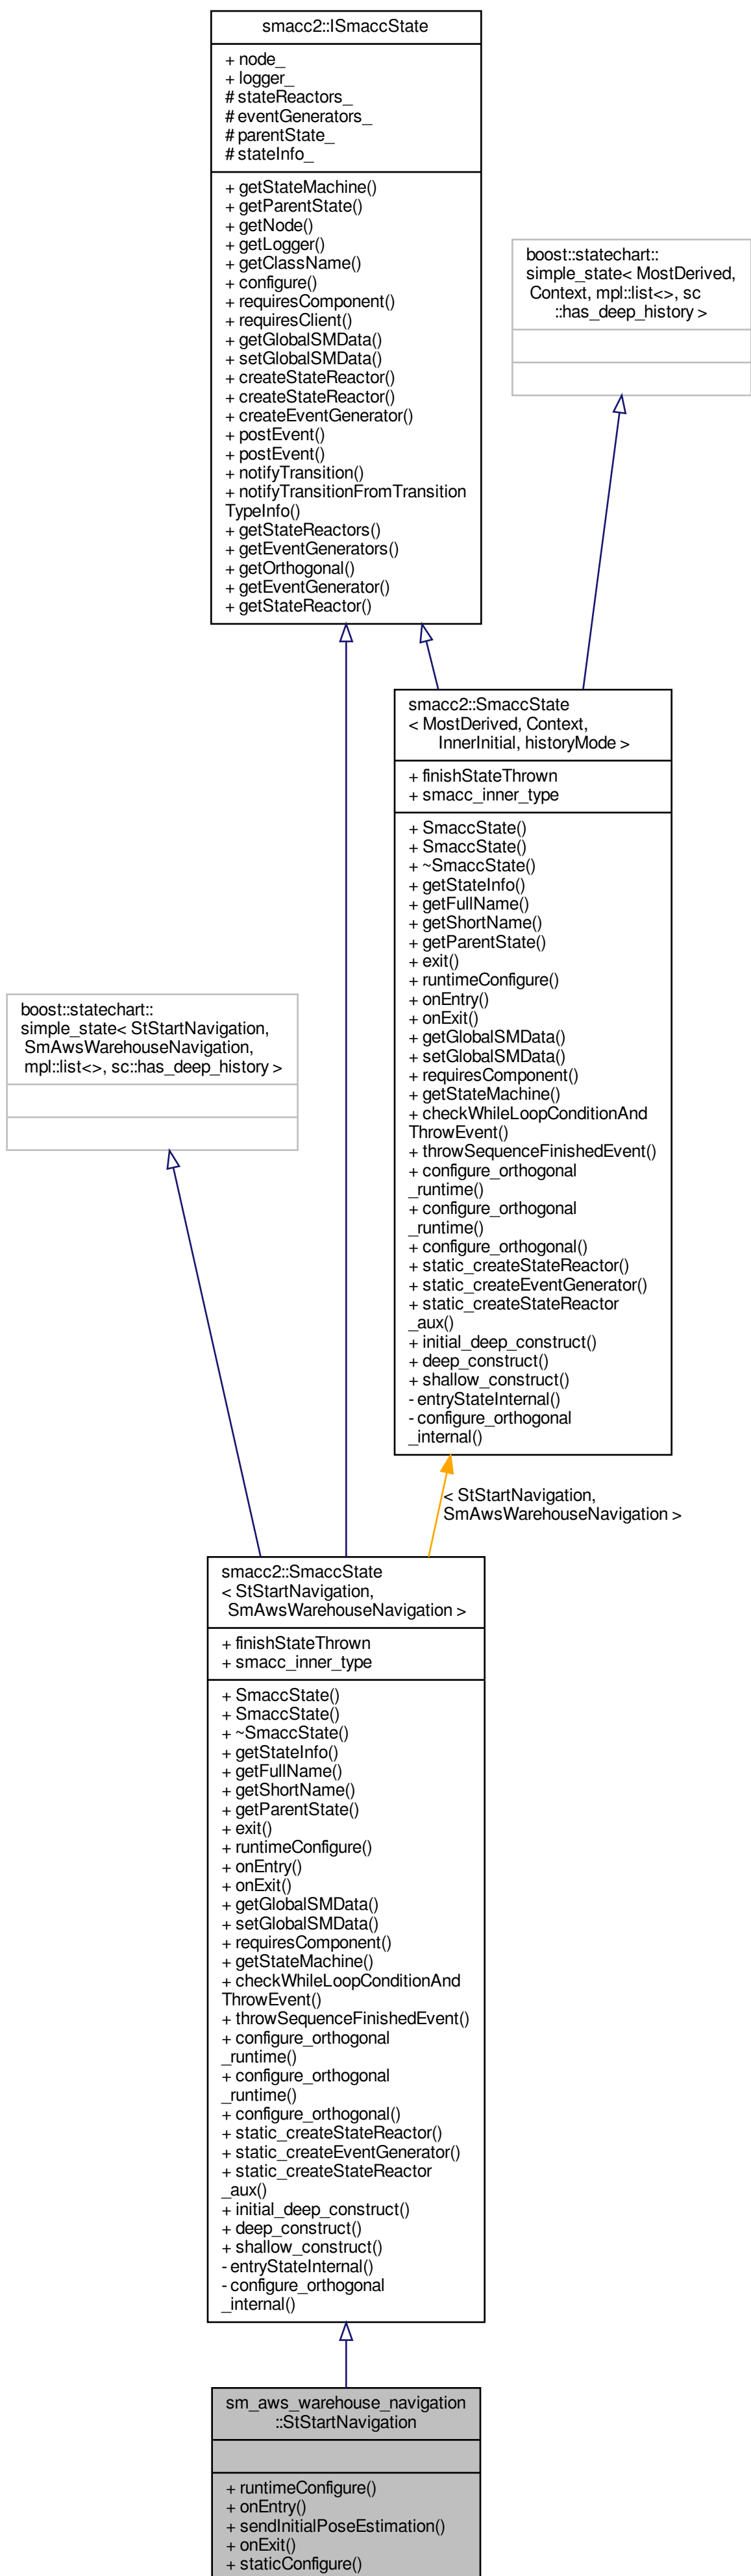 smacc2::ISmaccState
+ node_
+ logger_
# stateReactors_
# eventGenerators_
# parentState_
# stateInfo_
+ getStateMachine()
+ getParentState()
+ getNode()
+ getLogger()
+ getClassName()
+ configure()
+ requiresComponent()
+ requiresClient()
+ getGlobalSMData()
+ setGlobalSMData()
+ createStateReactor()
+ createStateReactor()
+ createEventGenerator()
+ postEvent()
+ postEvent()
+ notifyTransition()
+ notifyTransitionFromTransition
TypeInfo()
+ getStateReactors()
+ getEventGenerators()
+ getOrthogonal()
+ getEventGenerator()
+ getStateReactor()
boost::statechart::
simple_state< MostDerived,
Context, mpl::list<>, sc
::has_deep_history >
smacc2::SmaccState
< MostDerived, Context,
InnerInitial, historyMode >
+ finishStateThrown
+ smacc_inner_type
+ SmaccState()
+ SmaccState()
+ ~SmaccState()
+ getStateInfo()
+ getFullName()
+ getShortName()
+ getParentState()
+ exit()
+ runtimeConfigure()
+ onEntry()
+ onExit()
+ getGlobalSMData()
+ setGlobalSMData()
+ requiresComponent()
+ getStateMachine()
+ checkWhileLoopConditionAnd
ThrowEvent()
+ throwSequenceFinishedEvent()
+ configure_orthogonal
_runtime()
+ configure_orthogonal
_runtime()
+ configure_orthogonal()
+ static_createStateReactor()
+ static_createEventGenerator()
+ static_createStateReactor
_aux()
+ initial_deep_construct()
+ deep_construct()
+ shallow_construct()
- entryStateInternal()
- configure_orthogonal
_internal()
boost::statechart::
simple_state< StStartNavigation,
SmAwsWarehouseNavigation,
mpl::list<>, sc::has_deep_history >
< StStartNavigation,
SmAwsWarehouseNavigation >
smacc2::SmaccState
< StStartNavigation,
SmAwsWarehouseNavigation >
+ finishStateThrown
+ smacc_inner_type
+ SmaccState()
+ SmaccState()
+ ~SmaccState()
+ getStateInfo()
+ getFullName()
+ getShortName()
+ getParentState()
+ exit()
+ runtimeConfigure()
+ onEntry()
+ onExit()
+ getGlobalSMData()
+ setGlobalSMData()
+ requiresComponent()
+ getStateMachine()
+ checkWhileLoopConditionAnd
ThrowEvent()
+ throwSequenceFinishedEvent()
+ configure_orthogonal
_runtime()
+ configure_orthogonal
_runtime()
+ configure_orthogonal()
+ static_createStateReactor()
+ static_createEventGenerator()
+ static_createStateReactor
_aux()
+ initial_deep_construct()
+ deep_construct()
+ shallow_construct()
- entryStateInternal()
- configure_orthogonal
_internal()
sm_aws_warehouse_navigation
::StStartNavigation
+ runtimeConfigure()
+ onEntry()
+ sendInitialPoseEstimation()
+ onExit()
+ staticConfigure()